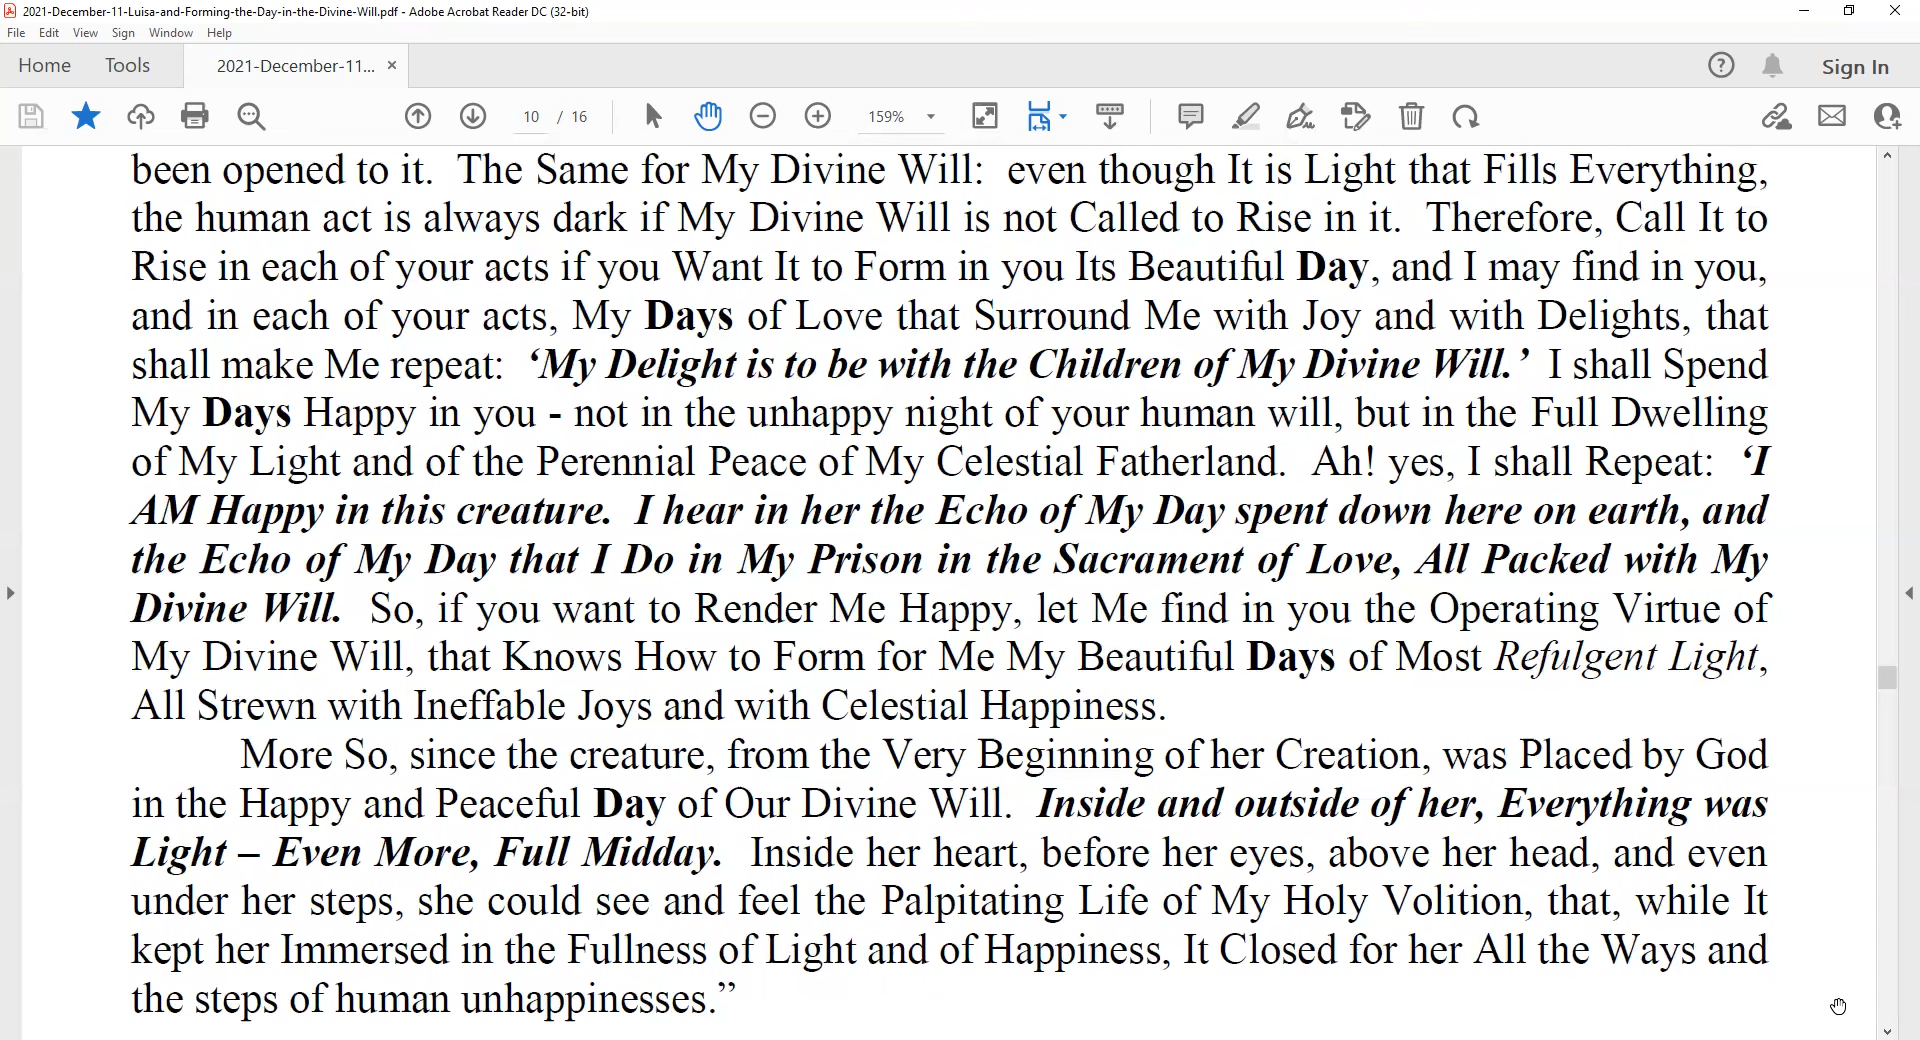 2021-December-11-Luisa-and-Forming-the-Day-in-the-Divine-Will.pdf - Adobe Acrobat Reader DC (32-bit)
File Edit View Sign Window Help
Home Tools 2021-December-11... × Sign In
10 / 16 159%
been opened to it. The Same for My Divine Will: even though It is Light that Fills Everything,
the human act is always dark if My Divine Will is not Called to Rise in it. Therefore, Call It to
Rise in each of your acts if you Want It to Form in you Its Beautiful Day, and I may find in you,
and in each of your acts, My Days of Love that Surround Me with Joy and with Delights, that
shall make Me repeat: ‘My Delight is to be with the Children of My Divine Will.’ I shall Spend
My Days Happy in you - not in the unhappy night of your human will, but in the Full Dwelling
of My Light and of the Perennial Peace of My Celestial Fatherland. Ah! yes, I shall Repeat: ‘I
AM Happy in this creature. I hear in her the Echo of My Day spent down here on earth, and
the Echo of My Day that I Do in My Prison in the Sacrament of Love, All Packed with My
Divine Will. So, if you want to Render Me Happy, let Me find in you the Operating Virtue of
My Divine Will, that Knows How to Form for Me My Beautiful Days of Most Refulgent Light,
All Strewn with Ineffable Joys and with Celestial Happiness.
More So, since the creature, from the Very Beginning of her Creation, was Placed by God
in the Happy and Peaceful Day of Our Divine Will. Inside and outside of her, Everything was
Light – Even More, Full Midday. Inside her heart, before her eyes, above her head, and even
under her steps, she could see and feel the Palpitating Life of My Holy Volition, that, while It
kept her Immersed in the Fullness of Light and of Happiness, It Closed for her All the Ways and
the steps of human unhappinesses.”